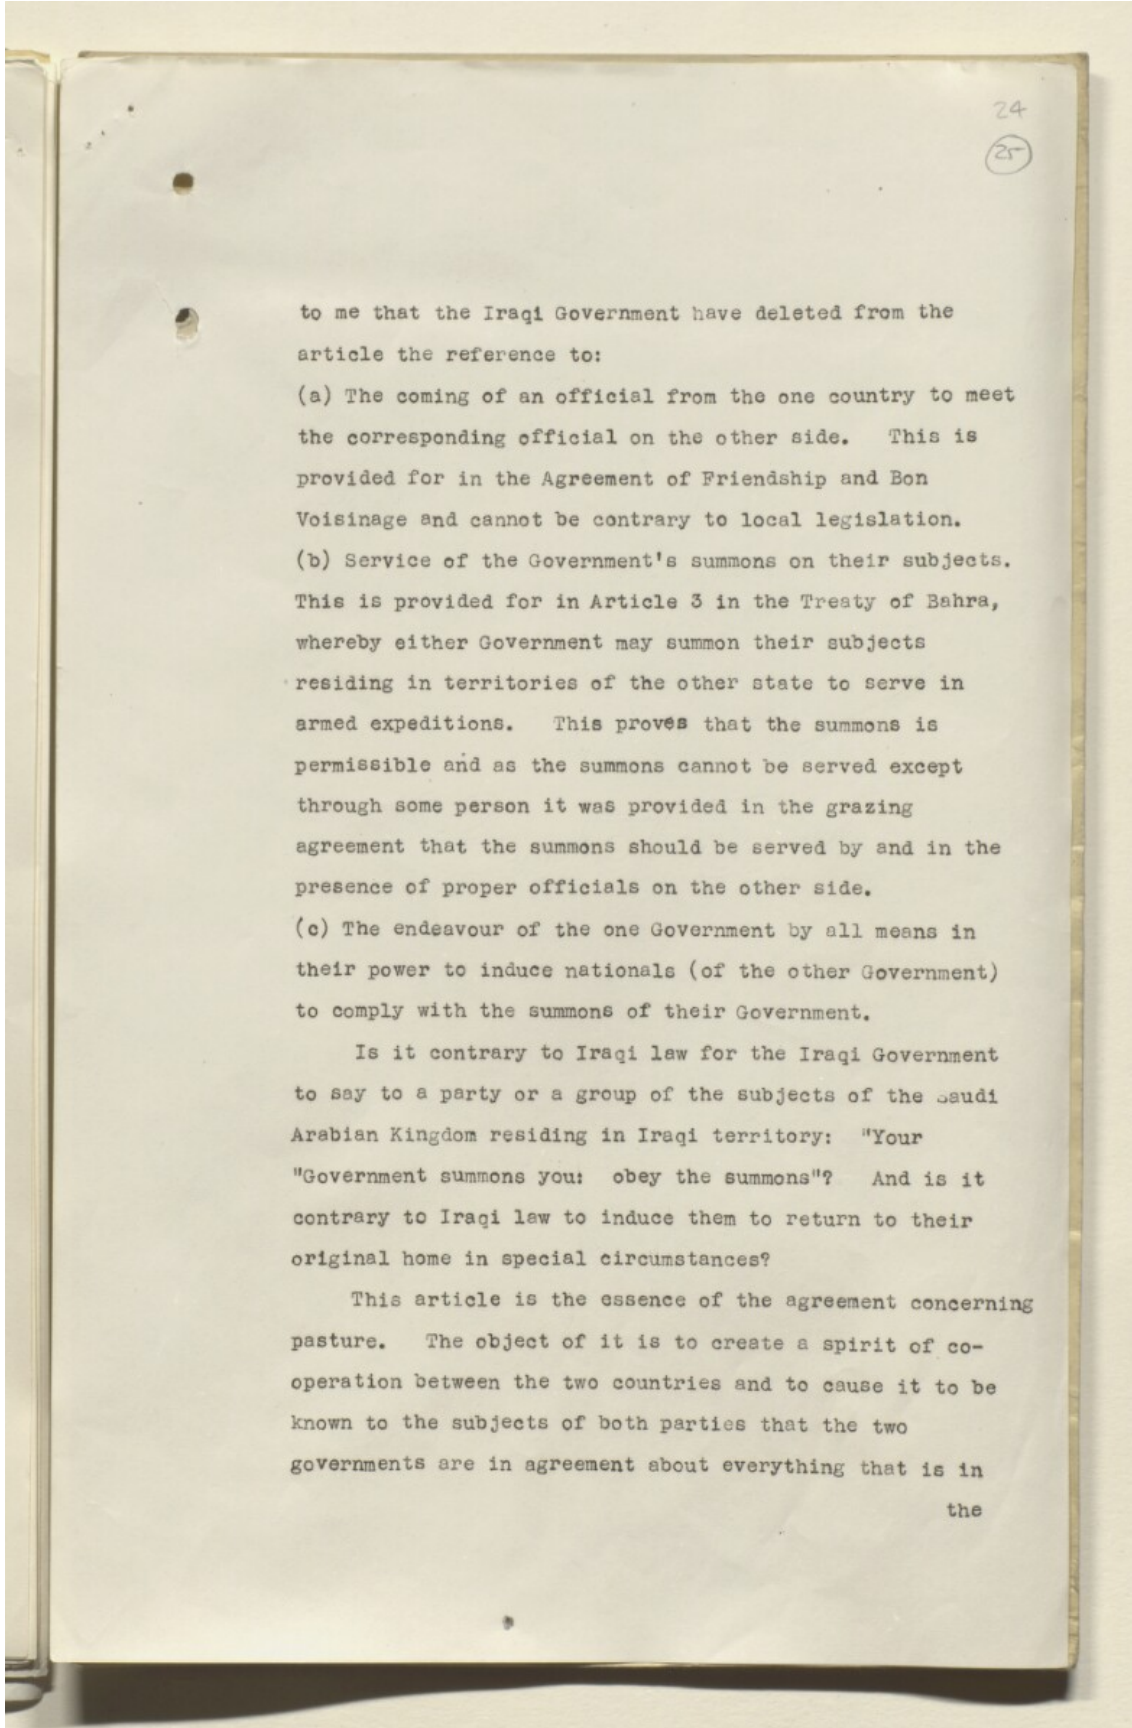 24
25
to me that the Iraqi Government have deleted from the
article the reference to:
(a) The coming of an official from the one country to meet
the corresponding official on the other side. This is
provided for in the Agreement of Friendship and Bon
Voisinage and cannot be contrary to local legislation.
(b) Service of the Government's summons on their subjects.
This is provided for in Article 3 in the Treaty of Bahra,
whereby either Government may summon their subjects
residing in territories of the other state to serve in
armed expeditions. This proves that the summons is
permissible and as the summons cannot be served except
through some person it was provided in the grazing
agreement that the summons should be served by and in the
presence of proper officials on the other side.
(c) The endeavour of the one Government by all means in
their power to induce nationals (of the other Government)
to comply with the summons of their Government.
Is it contrary to Iraqi law for the Iraqi Government
to say to a party or a group of the subjects of the Saudi
Arabian Kingdom residing in Iraqi territory: "Your
"Government summons you: obey the summons"? And is it
contrary to Iraqi law to induce them to return to their
original home in special circumstances?
This article is the essence of the agreement concerning
pasture. The object of it is to create a spirit of co-
operation between the two countries and to cause it to be
known to the subjects of both parties that the two
governments are in agreement about everything that is in
the